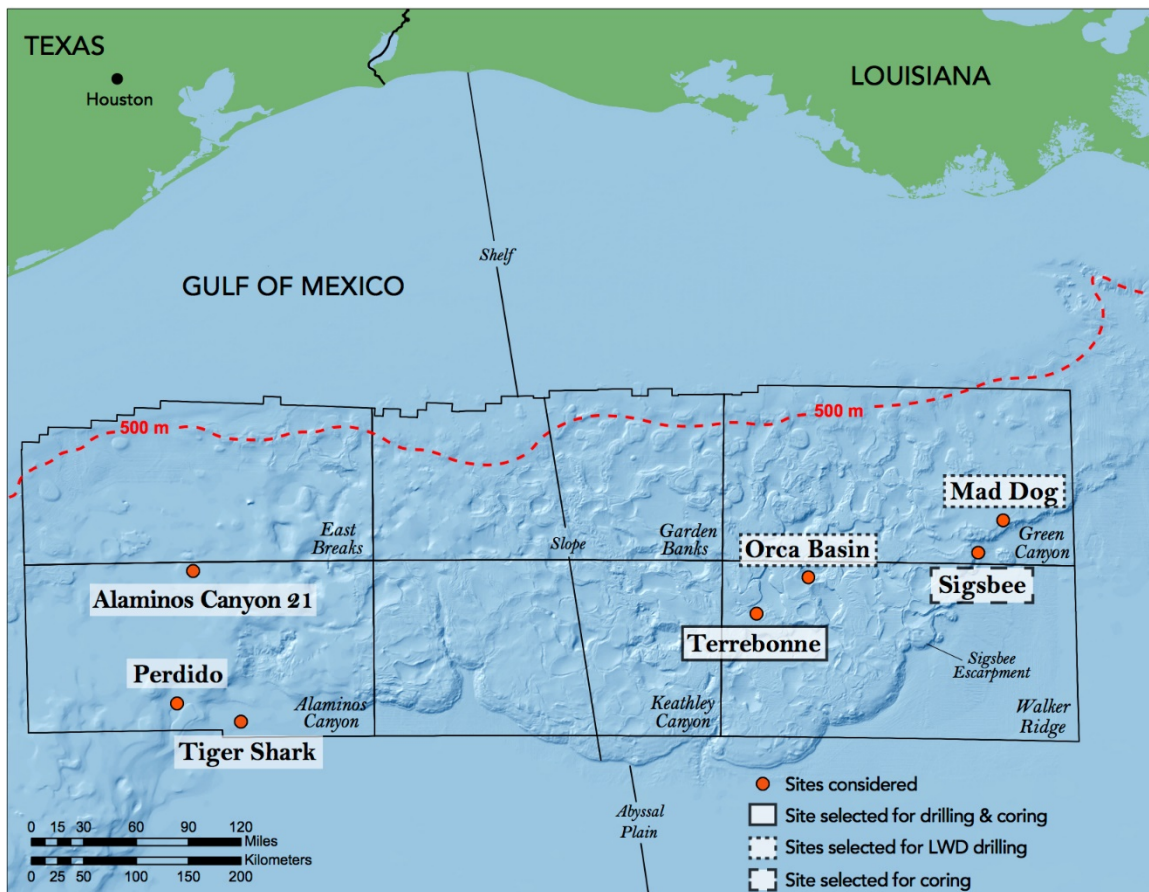 TEXAS
Houston
LOUISIANA
Shelf
GULF OF MEXICO
500 m
500 m
Mad Dog
East
Breaks
Slope
Garden
Banks
Orca Basin
Green
Canyon
Alaminos Canyon 21
Sigsbee
Terrebonne
Perdido
Sigsbee
Escarpment
Alaminos
Canyon
Keathley
Canyon
Walker
Ridge
Tiger Shark
Sites considered
Site selected for drilling & coring
Sites selected for LWD drilling
Site selected for coring
Abyssal
Plain
0 15 30 60 90 120
Miles
Kilometers
0 25 50 100 150 200